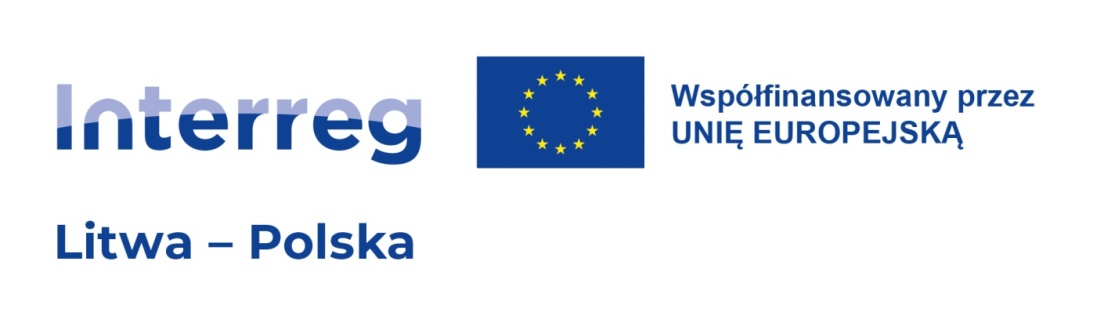 Interreg
Współfinansowany przez
UNIĘ EUROPEJSKĄ
Litwa – Polska